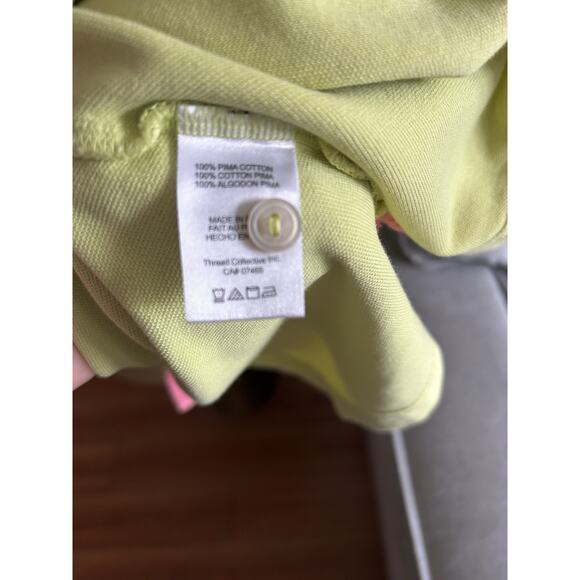 100% PIMA COTTON
100% COTTON PIMA
100% ALGODON PIMA
MADE IN
FAIT AU
HECHO EN
Thread Collective Inc.
CA# 07469